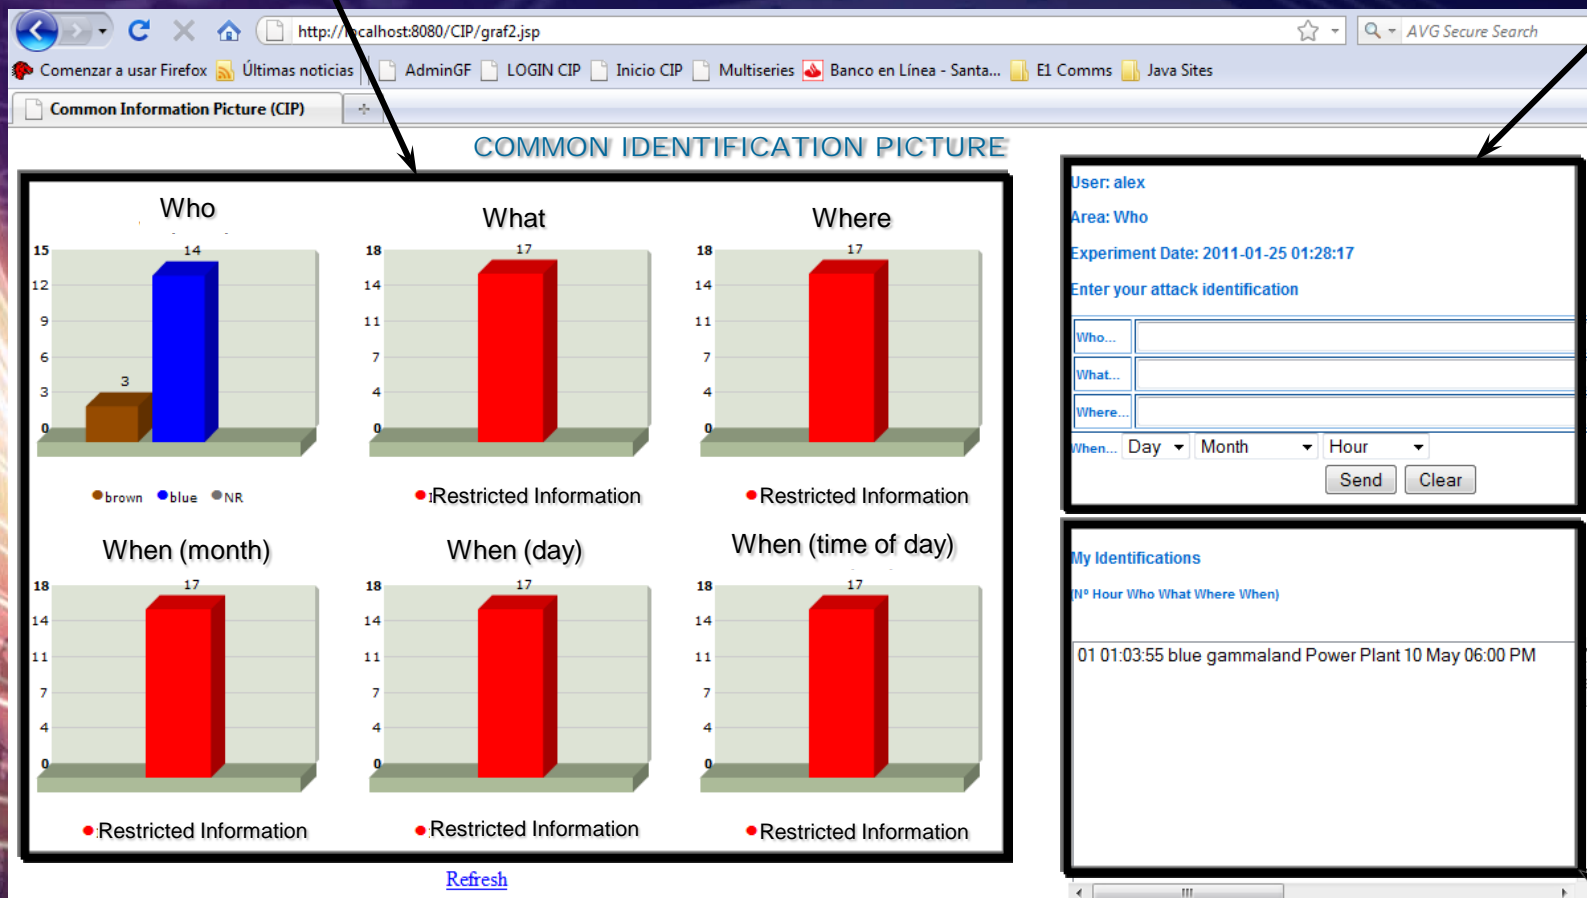 http://localhost:8080/CIP/graf2.jsp
AVG Secure Search
Comenzar a usar Firefox Últimas noticias AdminGF LOGIN CIP Inicio CIP Multiseries Banco en Línea - Santa... E1 Comms Java Sites
Common Information Picture (CIP)
COMMON IDENTIFICATION PICTURE
Who
15
12
9
6
3
0
3
14
brown blue NR
What
18
14
11
7
4
0
17
Restricted Information
Where
18
14
11
7
4
0
17
Restricted Information
When (month)
18
14
11
7
4
0
17
Restricted Information
When (day)
18
14
11
7
4
0
17
Restricted Information
When (time of day)
18
14
11
7
4
0
17
Restricted Information
Refresh
User: alex
Area: Who
Experiment Date: 2011-01-25 01:28:17
Enter your attack identification
Who...
What...
Where...
When... Day Month Hour
Send Clear
My Identifications
(Nº Hour Who What Where When)
01 01:03:55 blue gammaland Power Plant 10 May 06:00 PM